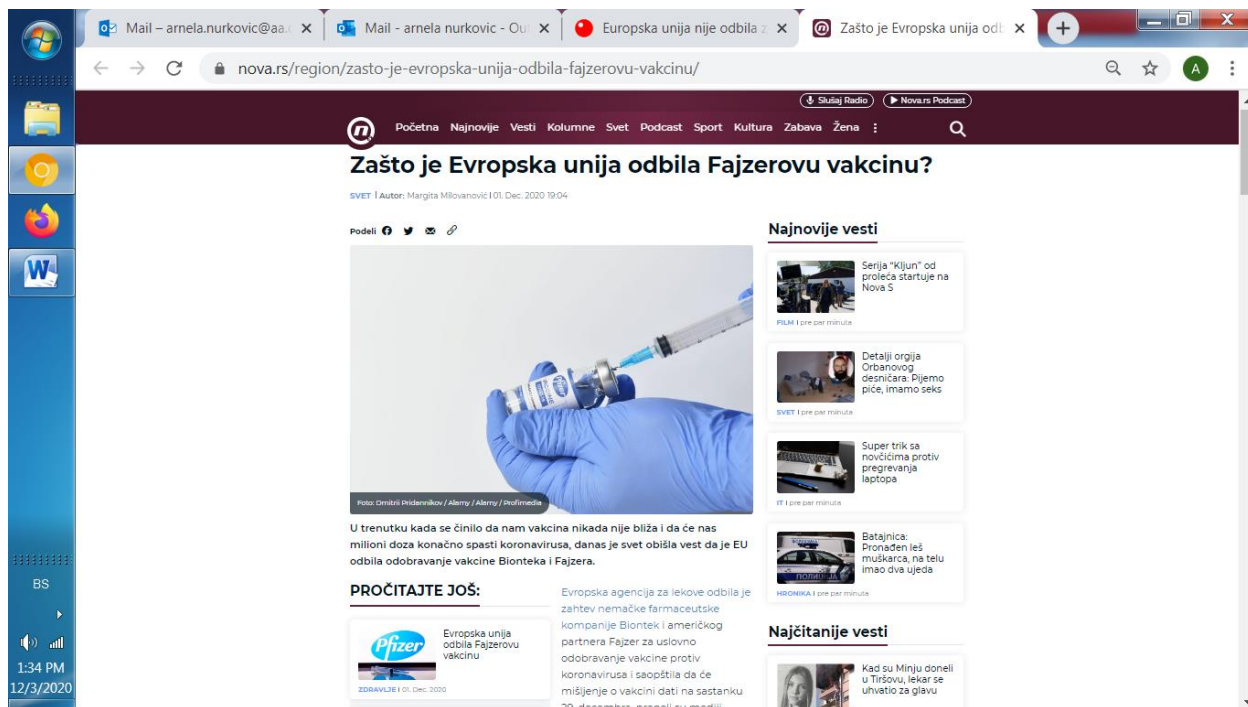 Mail – arnela.nurkovic@aa.c
Mail - arnela nurkovic - Out
Europska unija nije odbila z
Zašto je Evropska unija odb
nova.rs/region/zasto-je-evropska-unija-odbila-fajzerovu-vakcinu/
A
Slušaj Radio
Nova.rs Podcast
Početna Najnovije Vesti Kolumne Svet Podcast Sport Kultura Zabava Žena
Zašto je Evropska unija odbila Fajzerovu vakcinu?
SVET | Autor: Margita Milovanović | 01. Dec. 2020 19:04
Podeli
Foto: Dmitrii Pridannikov / Alamy / Alamy / Profimedia
U trenutku kada se činilo da nam vakcina nikada nije bliža i da će nas
milioni doza konačno spasti koronavirusa, danas je svet obišla vest da je EU
odbila odobravanje vakcine Bionteka i Fajzera.
PROČITAJTE JOŠ:
Pfizer
Evropska unija
odbila Fajzerovu
vakcinu
ZDRAVLJE | 01. Dec. 2020
Evropska agencija za lekove odbila je
zahtev nemačke farmaceutske
kompanije Biontek i američkog
partnera Fajzer za uslovno
odobravanje vakcine protiv
koronavirusa i saopštila da će
mišljenje o vakcini dati na sastanku
29. decembra, preneli su mediji
Najnovije vesti
Serija “Kljun” od
proleća startuje na
Nova S
FILM | pre par minuta
Detalji orgija
Orbanovog
desničara: Pijemo
piće, imamo seks
SVET | pre par minuta
Super trik sa
novčićima protiv
pregrevanja
laptopa
IT | pre par minuta
Batajnica:
Pronađen leš
muškarca, na telu
imao dva ujeda
ПОЛИЦИЈА
HRONIKA | pre par minuta
Najčitanije vesti
Kad su Minju doneli
u Tiršovu, lekar se
uhvatio za glavu
W
BS
1:34 PM
12/3/2020